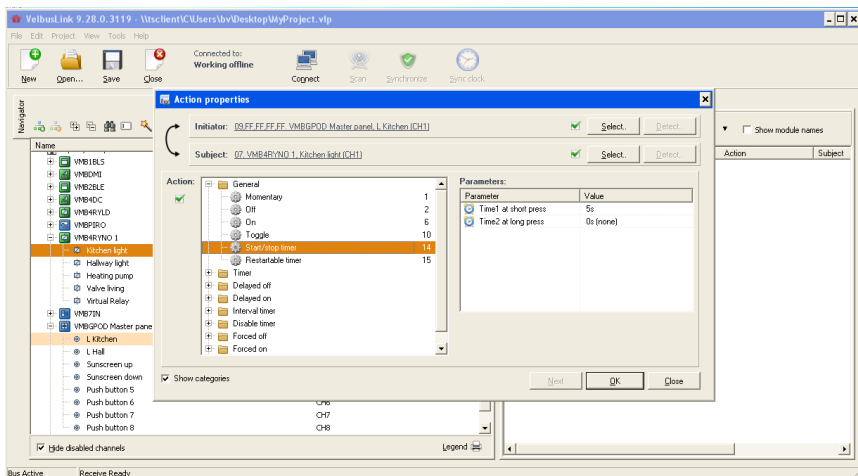 VelbusLink 9.28.0.3119 - \\tsclient\C\Users\bv\Desktop\MyProject.vlp
File Edit Project View Tools Help
New Open... Save Close
Connected to:
Working offline
Connect Scan Synchronize Sync clock
Navigator
Name
VMB1BLS
VMBDMI
VMB2BLE
VMB4DC
VMB4RYLD
VMBPIRO
VMB4RYNO 1
Kitchen light
Hallway light
Heating pump
Valve living
Virtual Relay
VMB7IN
VMBGPOD Master pane
L Kitchen
L Hall
Sunscreen up
Sunscreen down
Push button 5
Push button 6 CH6
Push button 7 CH7
Push button 8 CH8
Hide disabled channels Legend
Action properties
Initiator: 09,FF,FF,FF,FF. VMBGPOD Master panel, L Kitchen (CH1) Select.. Detect..
Subject: 07. VMB4RYNO 1, Kitchen light (CH1) Select.. Detect..
Action:
General
Momentary 1
Off 2
On 6
Toggle 10
Start/stop timer 14
Restartable timer 15
Timer
Delayed off
Delayed on
Interval timer
Disable timer
Forced off
Forced on
Parameters:
Parameter Value
Time1 at short press 5s
Time2 at long press 0s (none)
Show categories Next OK Close
Show module names
Action Subject
Bus Active Receive Ready